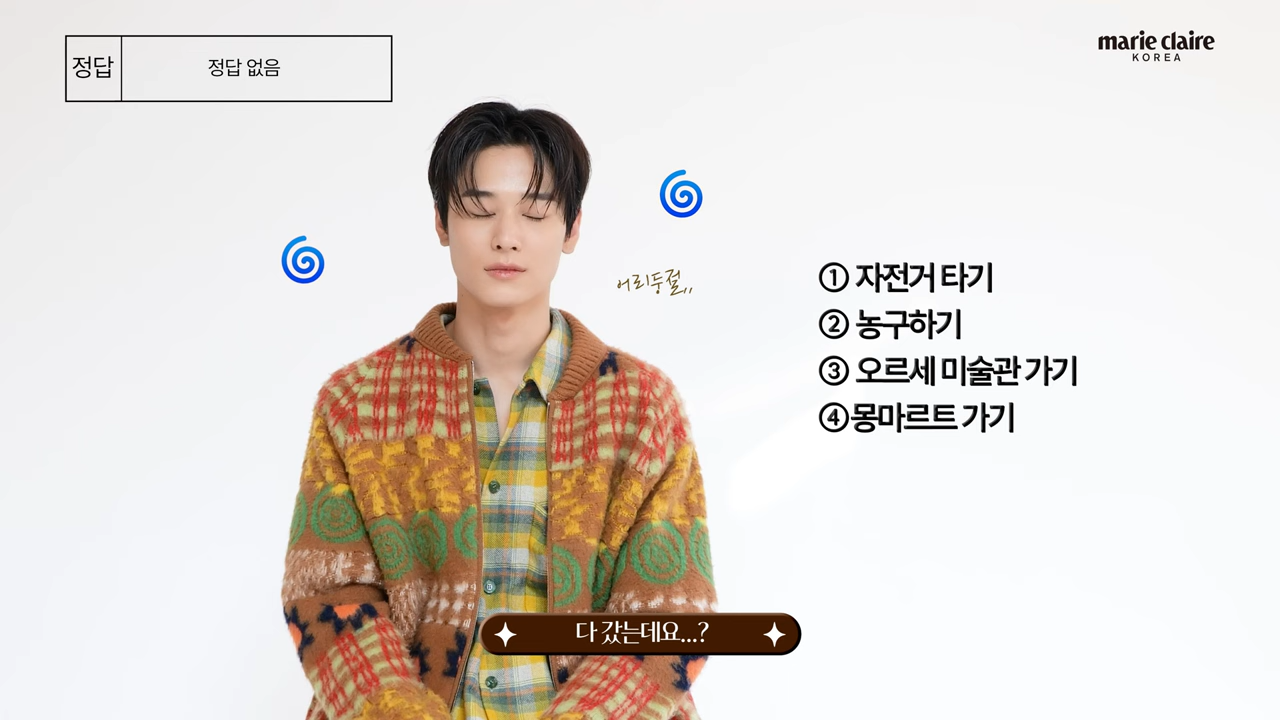 정답
정답 없음
marie claire
KOREA
어리둥절,,
① 자전거 타기
② 농구하기
③ 오르세 미술관 가기
④몽마르트 가기
다 갔는데요...?